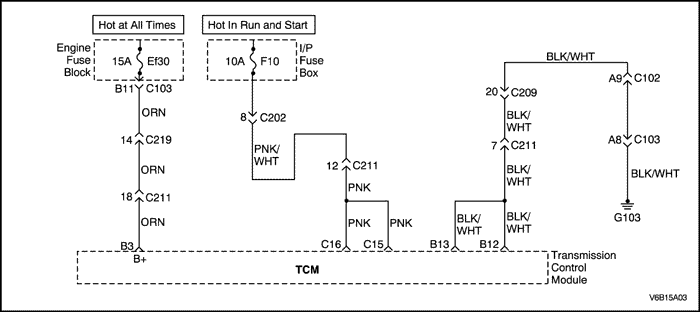 Hot at All Times
Hot In Run and Start
Engine
Fuse
Block
15A
Ef30
10A
F10
I/P
Fuse
Box
BLK/WHT
B11
C103
A9
C102
20
C209
ORN
8
C202
BLK/
WHT
14
C219
PNK/
WHT
7
C211
A8
C103
ORN
12
C211
BLK/
WHT
BLK/WHT
PNK
18
C211
ORN
PNK
PNK
BLK/
WHT
BLK/
WHT
G103
B3
C16
C15
B13
B12
B+
TCM
Transmission
Control
Module
V6B15A03